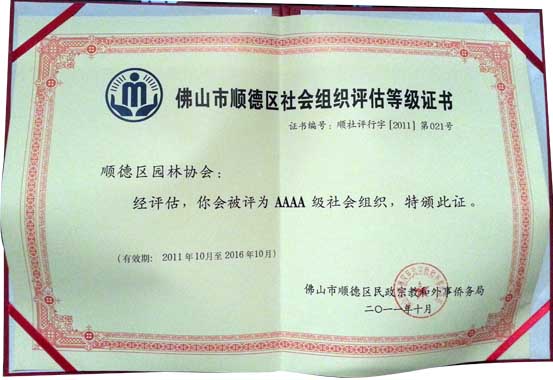 佛山市顺德区社会组织评估等级证书
证书编号：顺社评行字[2011]第021号
顺德区园林协会：
经评估，你会被评为AAAA级社会组织，特颁此证。
（有效期：2011年10月至2016年10月）
佛山市顺德区民政宗教和外事侨务局
二〇一一年十月